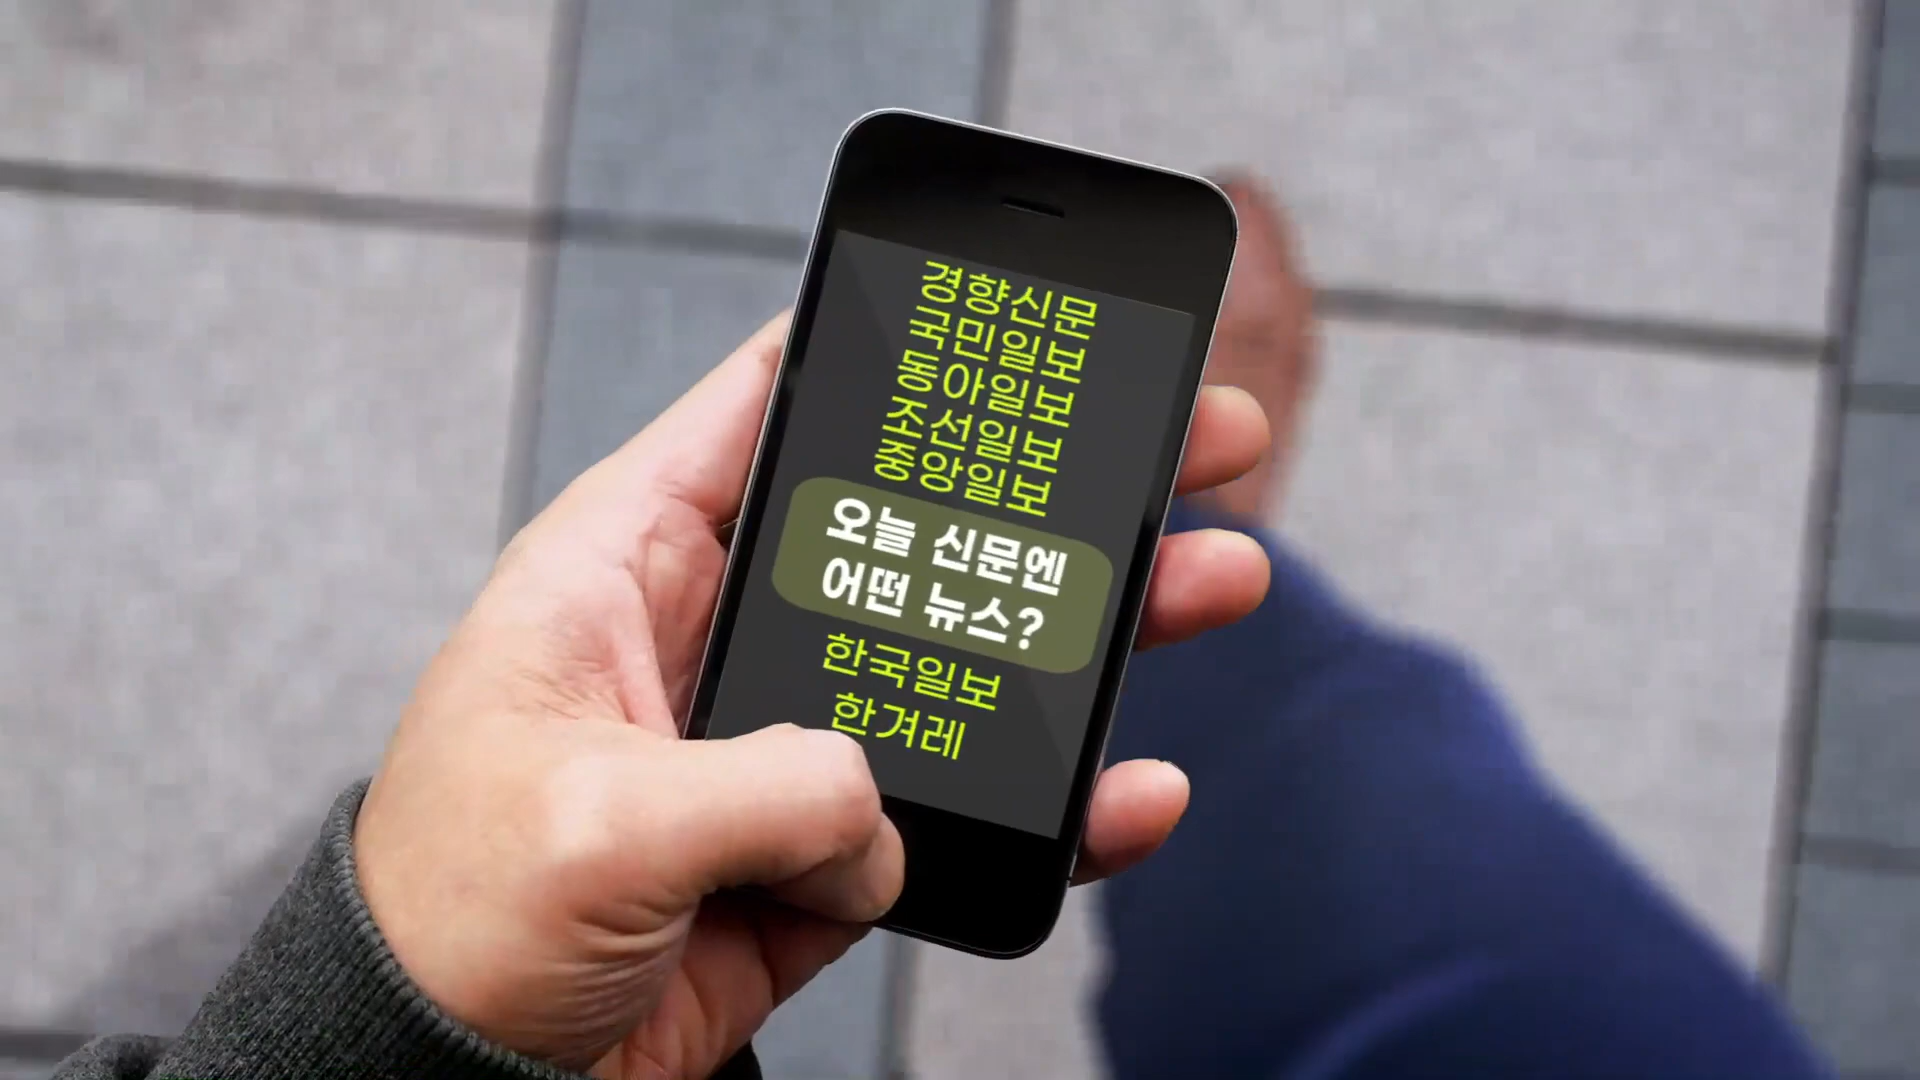 경향신문
국민일보
동아일보
조선일보
중앙일보
오늘 신문엔
어떤 뉴스?
한국일보
한겨레